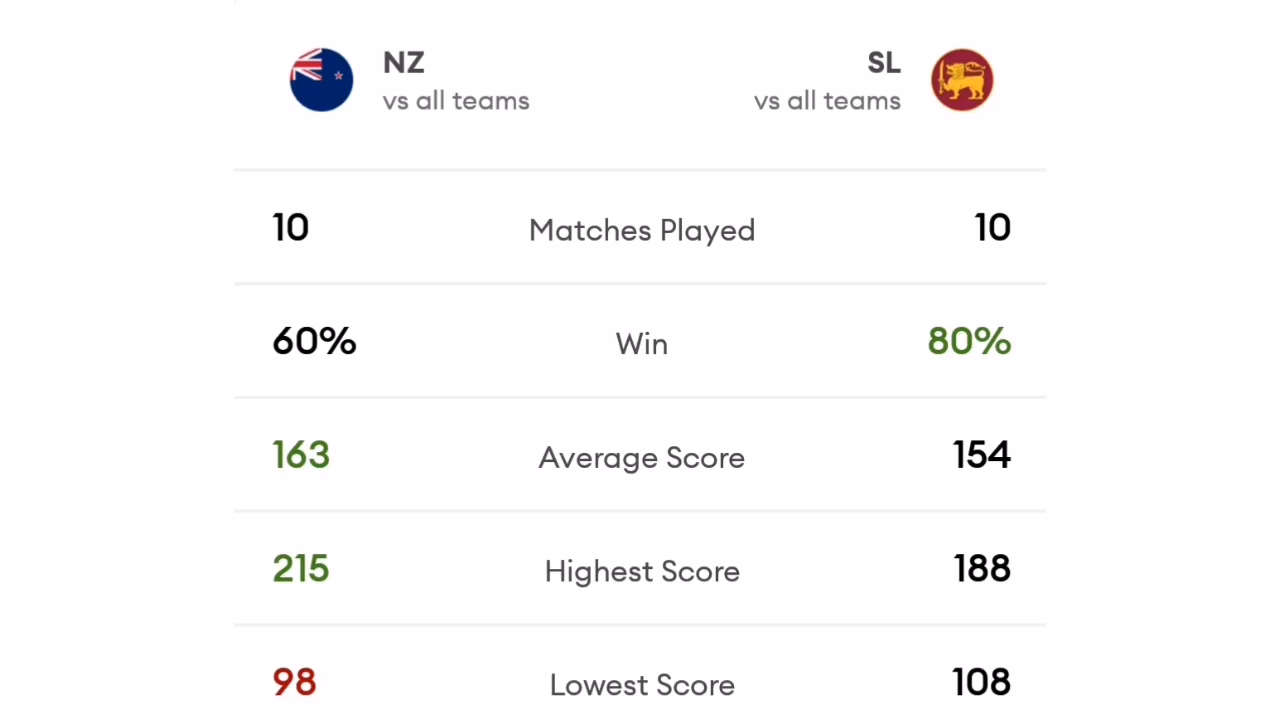 NZ
SL
vs all teams
vs all teams
10 Matches Played 10
60% Win 80%
163 Average Score 154
215 Highest Score 188
98 Lowest Score 108